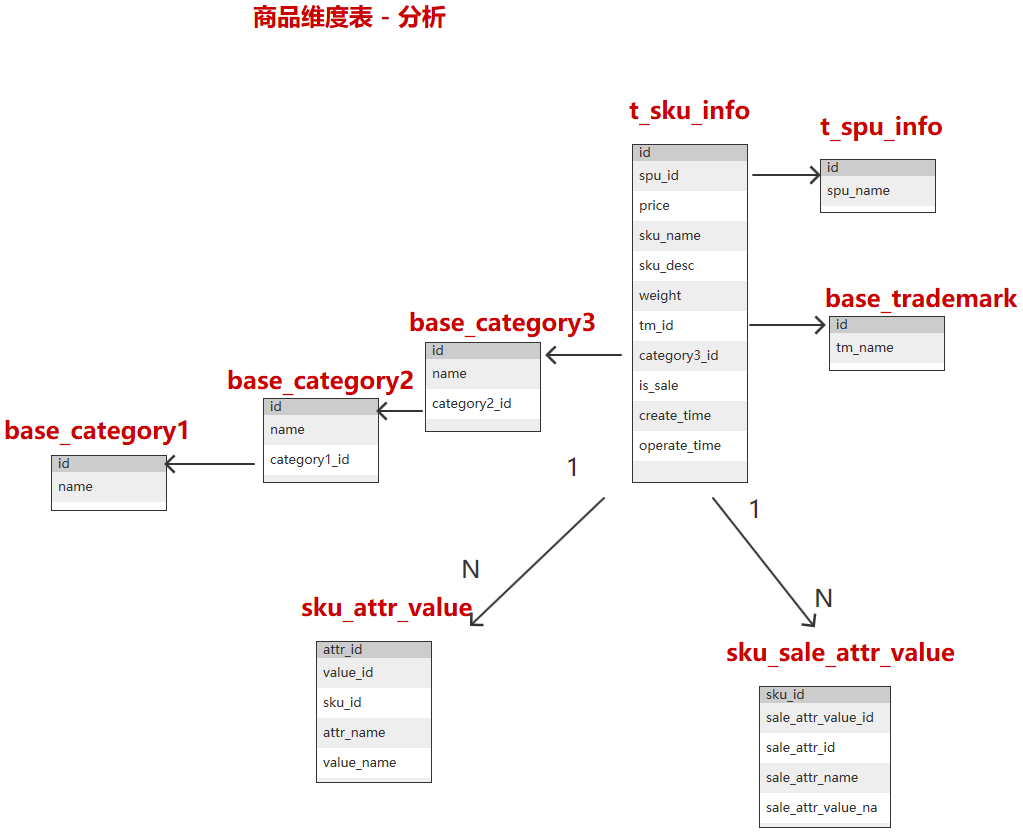 商品维度表 - 分析
t_sku_info
id
spu_id
price
sku_name
sku_desc
weight
tm_id
category3_id
is_sale
create_time
operate_time
t_spu_info
id
spu_name
base_trademark
id
tm_name
base_category3
id
name
category2_id
base_category2
id
name
category1_id
base_category1
id
name
1
N
sku_attr_value
attr_id
value_id
sku_id
attr_name
value_name
1
N
sku_sale_attr_value
sku_id
sale_attr_value_id
sale_attr_id
sale_attr_name
sale_attr_value_na